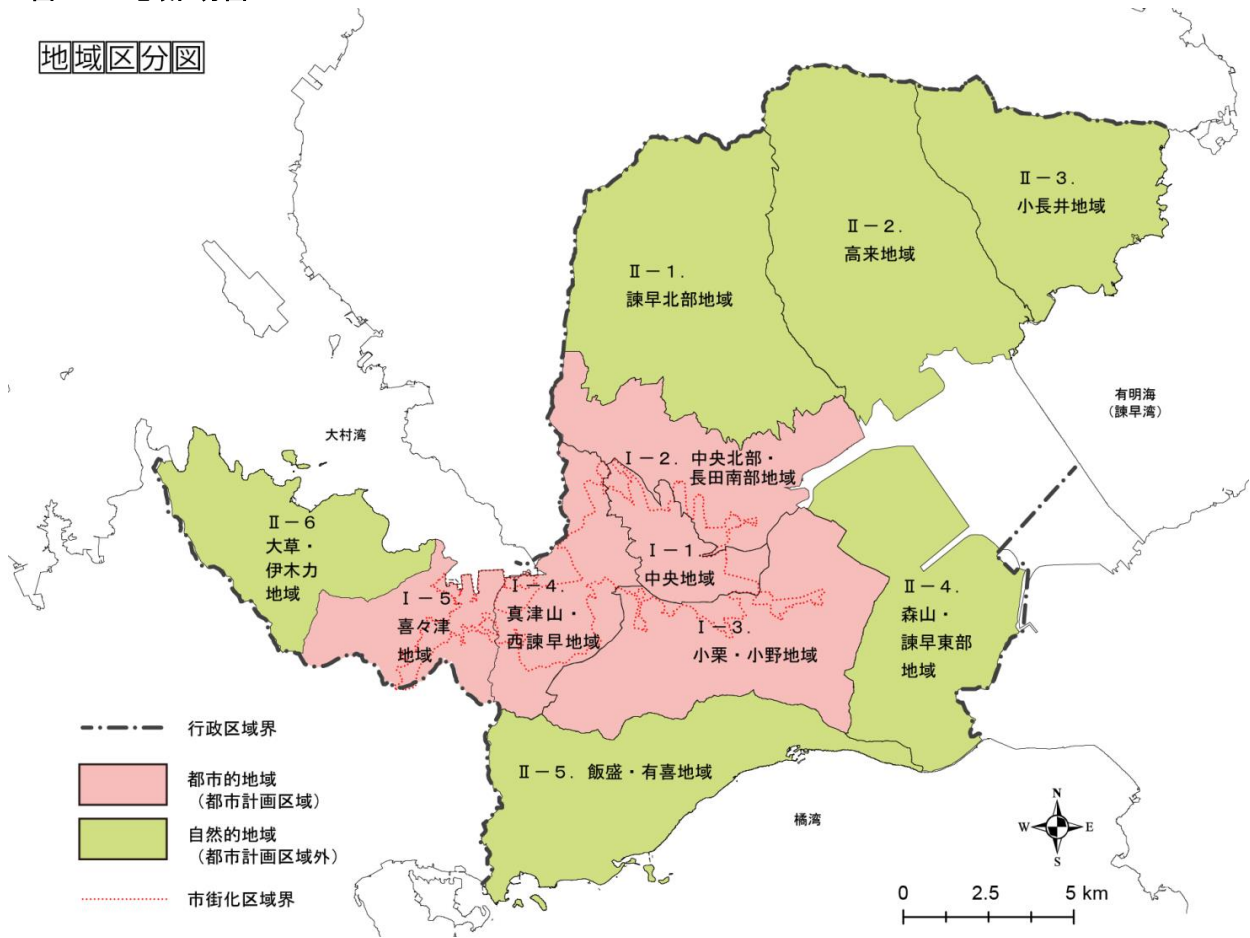 地域区分図
Ⅱ－3．
小長井地域
Ⅱ－2．
高来地域
Ⅱ－1．
諫早北部地域
有明海
（諫早湾）
大村湾
Ⅰ－2．中央北部・
長田南部地域
Ⅱ－6
大草・
伊木力
地域
Ⅰ－1．
中央地域
Ⅰ－5．
喜々津
地域
Ⅰ－4．
真津山・
西諫早地域
Ⅰ－3．
小栗・小野地域
Ⅱ－4．
森山・
諫早東部
地域
Ⅱ－5．飯盛・有喜地域
橘湾
行政区域界
都市的地域
（都市計画区域）
自然的地域
（都市計画区域外）
市街化区域界
N
W E
S
0 2.5 5 km